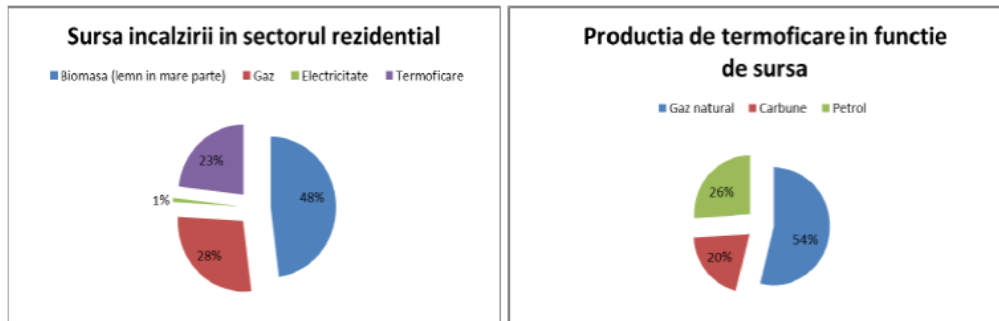 Sursa incalzirii in sectorul rezidential
Biomasa (lemn in mare parte) Gaz Electricitate Termoficare
23%
48%
1%
28%
Productia de termoficare in functie
de sursa
Gaz natural Carbune Petrol
26%
54%
20%